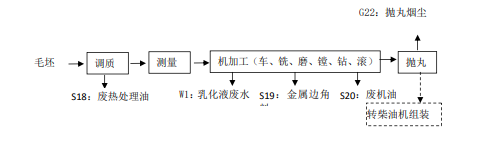 G22：抛丸烟尘
毛坯
调质
测量
机加工（车、铣、磨、镗、钻、滚）
抛丸
S18：废热处理油
W1：乳化液废水
S19：金属边角
S20：废机油
转柴油机组装